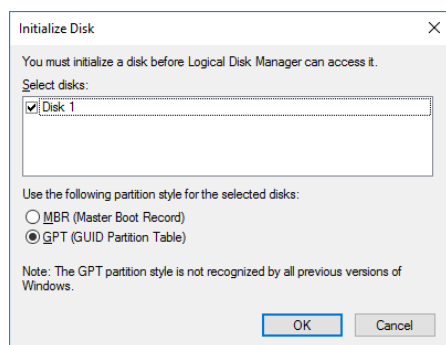 Initialize Disk
You must initialize a disk before Logical Disk Manager can access it.
Select disks:
Disk 1
Use the following partition style for the selected disks:
MBR (Master Boot Record)
GPT (GUID Partition Table)
Note: The GPT partition style is not recognized by all previous versions of
Windows.
OK Cancel